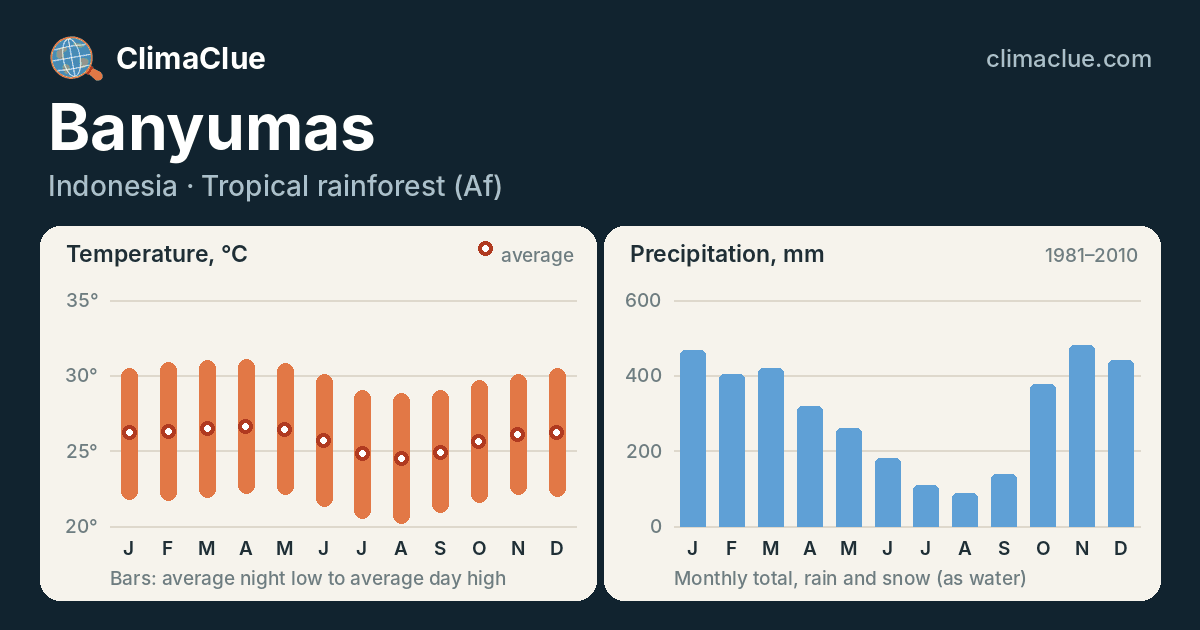 ClimaClue
climaclue.com
Banyumas
Indonesia · Tropical rainforest (Af)
Temperature, °C
average
35°
30°
25°
20°
J F M A M J J A S O N D
Bars: average night low to average day high
Precipitation, mm
1981–2010
600
400
200
0
J F M A M J J A S O N D
Monthly total, rain and snow (as water)